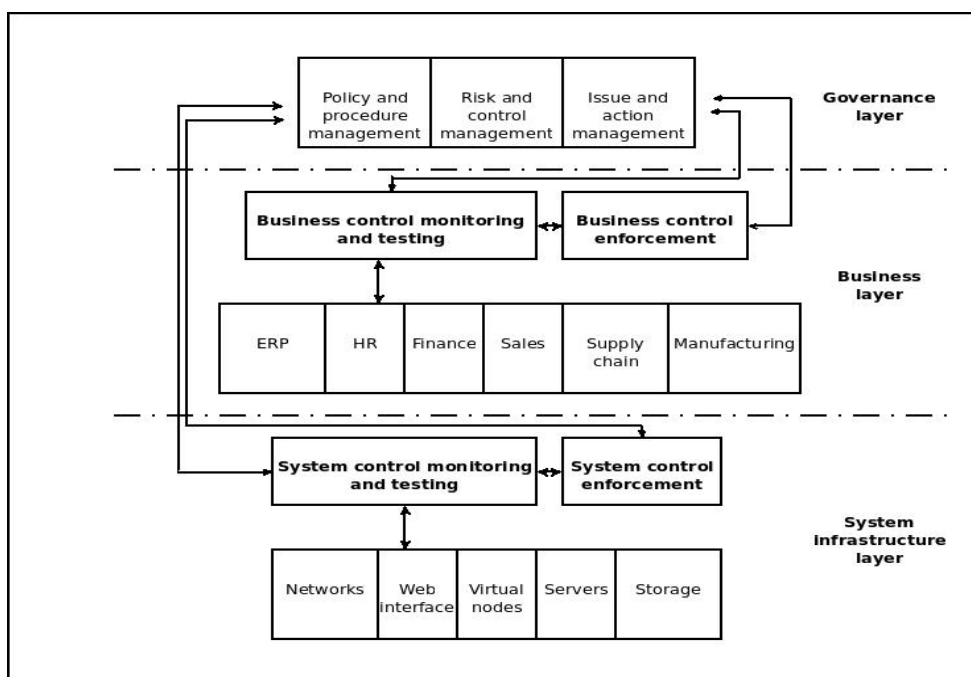 Policy and
procedure
management
Risk and
control
management
Issue and
action
management
Governance
layer
Business control monitoring
and testing
Business control
enforcement
Business
layer
ERP
HR
Finance
Sales
Supply
chain
Manufacturing
System control monitoring
and testing
System control
enforcement
System
infrastructure
layer
Networks
Web
interface
Virtual
nodes
Servers
Storage